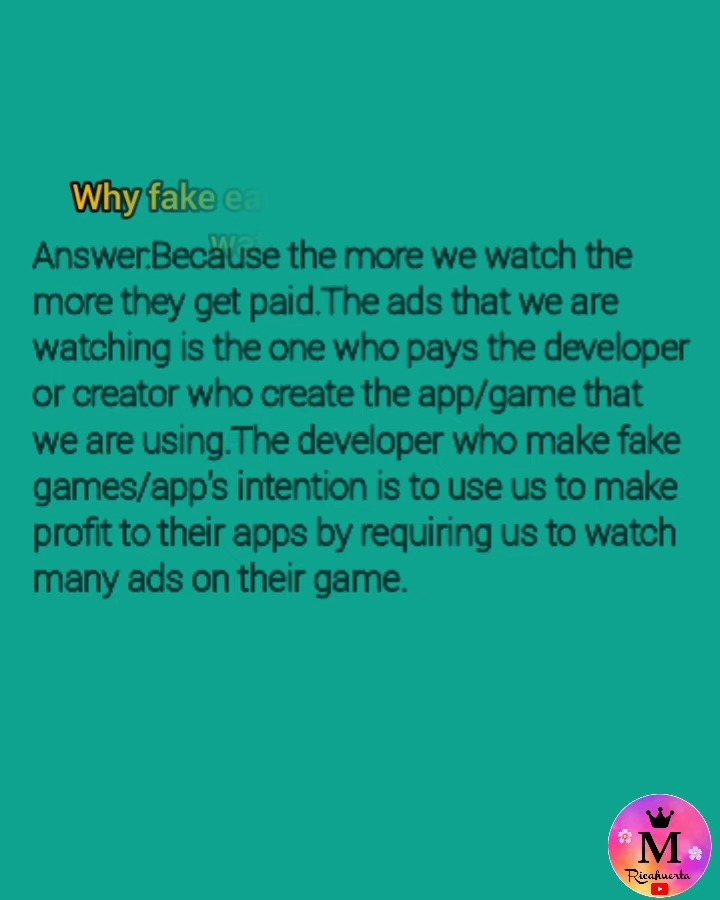 Why fake
Answer:Because the more we watch the
more they get paid.The ads that we are
watching is the one who pays the developer
or creator who create the app/game that
we are using.The developer who make fake
games/app's intention is to use us to make
profit to their apps by requiring us to watch
many ads on their game.
M
Ricahuerta